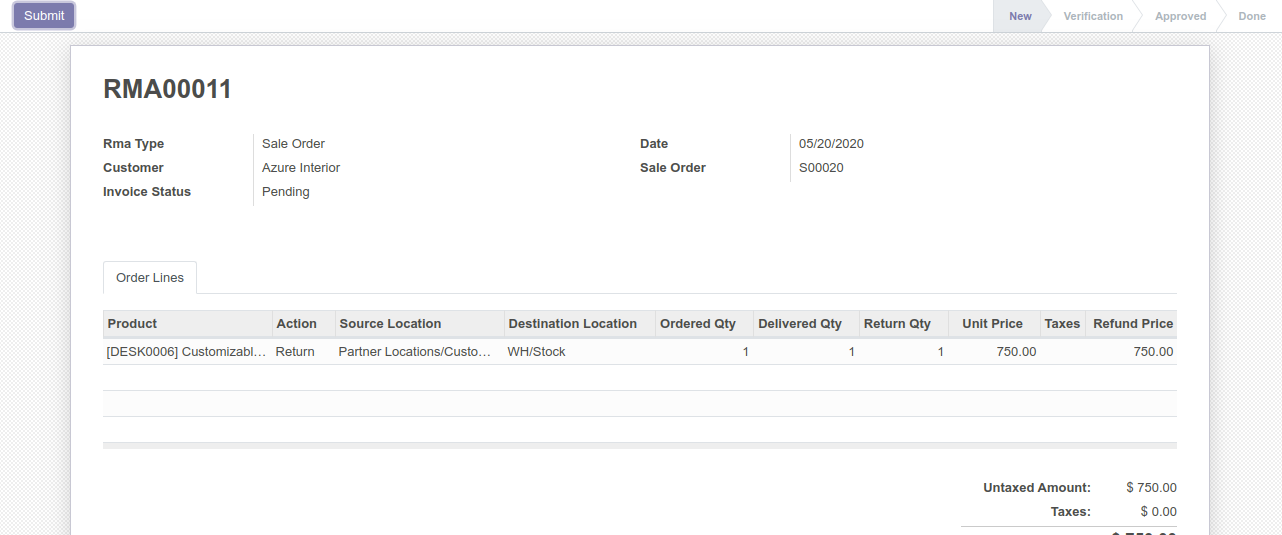 Submit New Verification Approved Done
RMA00011
Rma Type Sale Order Date 05/20/2020
Customer Azure Interior Sale Order S00020
Invoice Status Pending
Order Lines
Product Action Source Location Destination Location Ordered Qty Delivered Qty Return Qty Unit Price Taxes Refund Price
[DESK0006] Customizabl... Return Partner Locations/Custo... WH/Stock 1 1 1 750.00 750.00
Untaxed Amount: $ 750.00
Taxes: $ 0.00